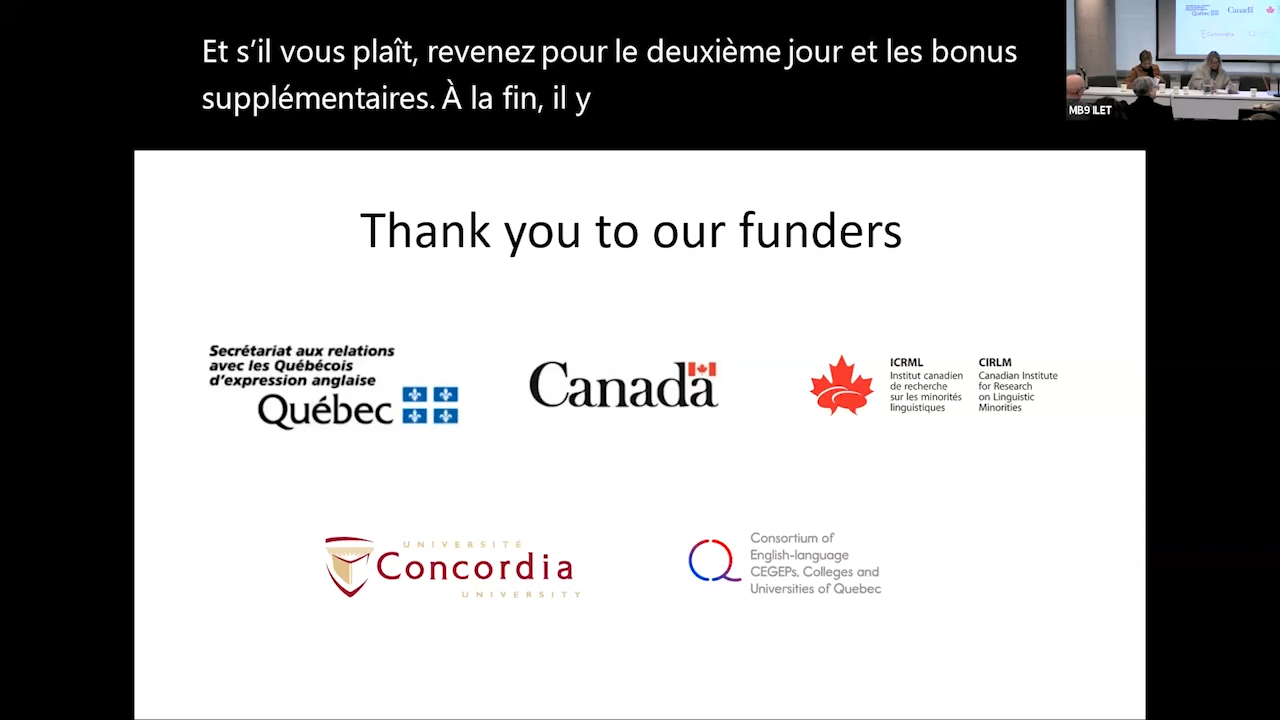 Et s’il vous plaît, revenez pour le deuxième jour et les bonus
supplémentaires. À la fin, il y
MB9 ILET
Thank you to our funders
Secrétariat aux relations
avec les Québécois
d’expression anglaise
Québec
Canada
ICRML
Institut canadien
de recherche
sur les minorités
linguistiques
CIRLM
Canadian Institute
for Research
on Linguistic
Minorities
UNIVERSITÉ
Concordia
UNIVERSITY
Consortium of
English-language
CEGEPs, Colleges and
Universities of Quebec